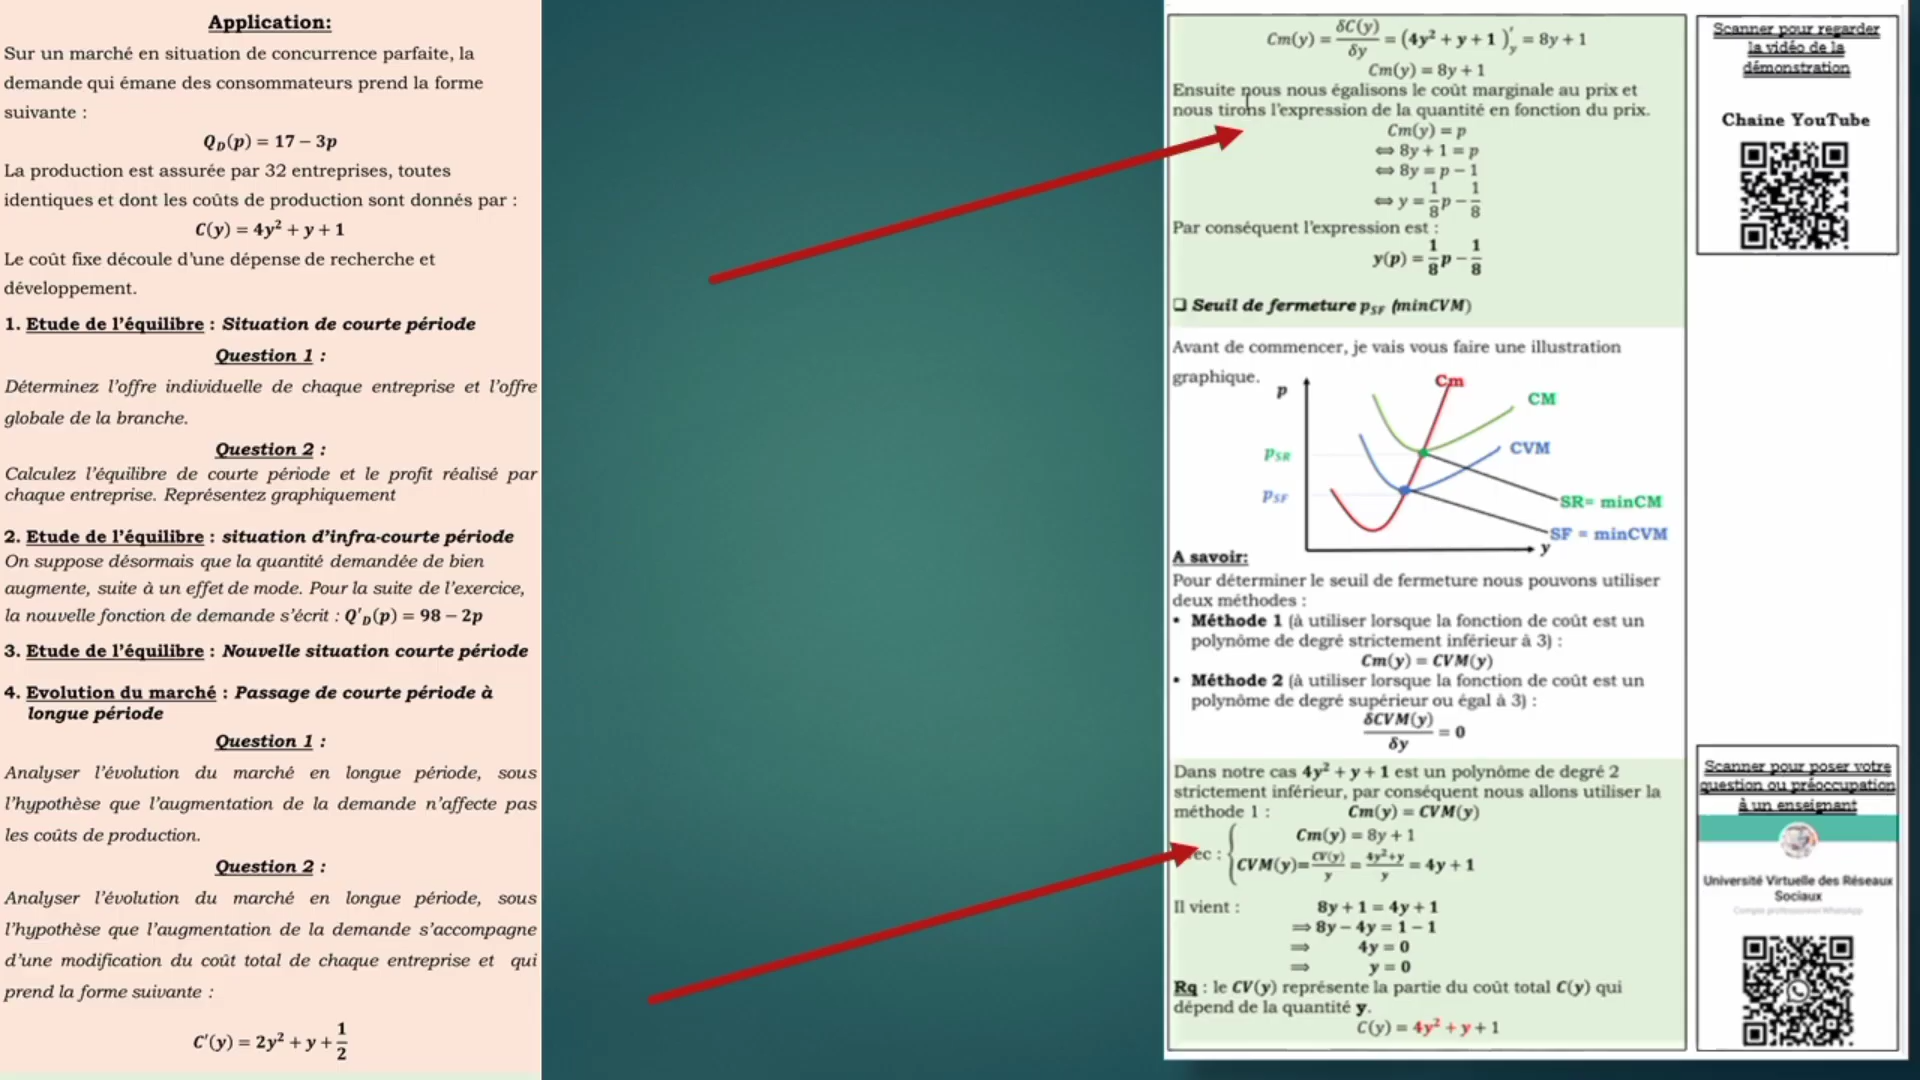 Application:
Sur un marché en situation de concurrence parfaite, la
demande qui émane des consommateurs prend la forme
suivante :
Q_D(p) = 17 − 3p
La production est assurée par 32 entreprises, toutes
identiques et dont les coûts de production sont donnés par :
C(y) = 4y² + y + 1
Le coût fixe découle d'une dépense de recherche et
développement.
1. Etude de l'équilibre : Situation de courte période
Question 1 :
Déterminez l'offre individuelle de chaque entreprise et l'offre
globale de la branche.
Question 2 :
Calculez l'équilibre de courte période et le profit réalisé par
chaque entreprise. Représentez graphiquement
2. Etude de l'équilibre : situation d'infra-courte période
On suppose désormais que la quantité demandée de bien
augmente, suite à un effet de mode. Pour la suite de l'exercice,
la nouvelle fonction de demande s'écrit : Q'_D(p) = 98 − 2p
3. Etude de l'équilibre : Nouvelle situation courte période
4. Evolution du marché : Passage de courte période à
longue période
Question 1 :
Analyser l'évolution du marché en longue période, sous
l'hypothèse que l'augmentation de la demande n'affecte pas
les coûts de production.
Question 2 :
Analyser l'évolution du marché en longue période, sous
l'hypothèse que l'augmentation de la demande s'accompagne
d'une modification du coût total de chaque entreprise et qui
prend la forme suivante :
C'(y) = 2y² + y + 1/2
Cm(y) = δC(y)/δy = (4y² + y + 1)'_y = 8y + 1
Cm(y) = 8y + 1
Ensuite nous nous égalisons le coût marginale au prix et
nous tirons l'expression de la quantité en fonction du prix.
Cm(y) = p
⇔ 8y + 1 = p
⇔ 8y = p − 1
⇔ y = 1/8 p − 1/8
Par conséquent l'expression est :
y(p) = 1/8 p − 1/8
❑ Seuil de fermeture p_SF (minCVM)
Avant de commencer, je vais vous faire une illustration
graphique.
p
Cm
CM
CVM
p_SR
p_SF
SR= minCM
SF = minCVM
y
A savoir:
Pour déterminer le seuil de fermeture nous pouvons utiliser
deux méthodes :
• Méthode 1 (à utiliser lorsque la fonction de coût est un
polynôme de degré strictement inférieur à 3) :
Cm(y) = CVM(y)
• Méthode 2 (à utiliser lorsque la fonction de coût est un
polynôme de degré supérieur ou égal à 3) :
δCVM(y)/δy = 0
Dans notre cas 4y² + y + 1 est un polynôme de degré 2
strictement inférieur, par conséquent nous allons utiliser la
méthode 1 : Cm(y) = CVM(y)
ec : { Cm(y) = 8y + 1
CVM(y)= CV(y)/y = 4y²+y/y = 4y + 1
Il vient : 8y + 1 = 4y + 1
⟹ 8y − 4y = 1 − 1
⟹ 4y = 0
⟹ y = 0
Rq : le CV(y) représente la partie du coût total C(y) qui
dépend de la quantité y.
C(y) = 4y² + y + 1
Scanner pour regarder
la vidéo de la
démonstration
Chaine YouTube
Scanner pour poser votre
question ou préoccupation
à un enseignant
Université Virtuelle des Réseaux
Sociaux
Compte professionnel WhatsApp